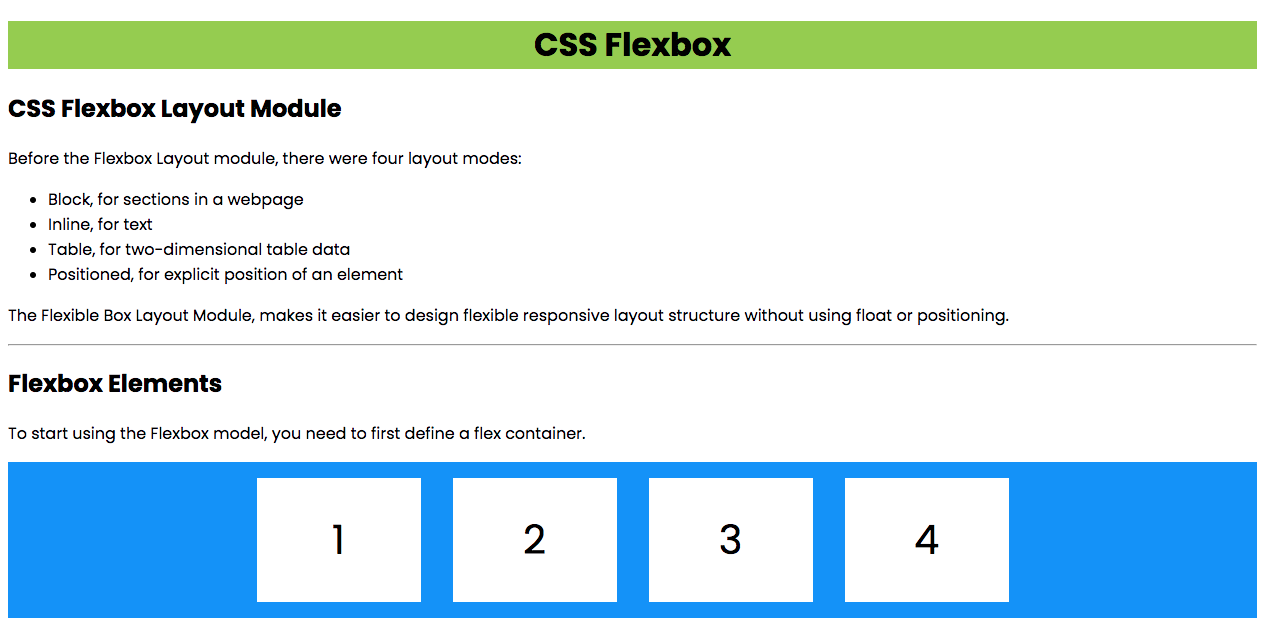 CSS Flexbox
CSS Flexbox Layout Module
Before the Flexbox Layout module, there were four layout modes:
Block, for sections in a webpage
Inline, for text
Table, for two-dimensional table data
Positioned, for explicit position of an element
The Flexible Box Layout Module, makes it easier to design flexible responsive layout structure without using float or positioning.
Flexbox Elements
To start using the Flexbox model, you need to first define a flex container.
1 2 3 4